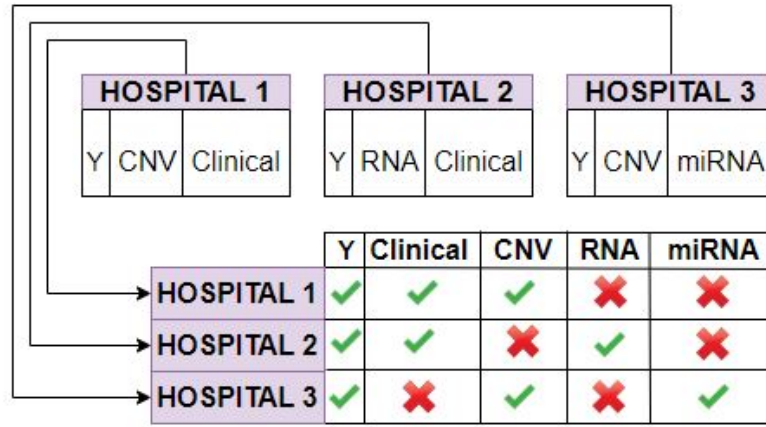 HOSPITAL 1 HOSPITAL 2 HOSPITAL 3
Y CNV Clinical Y RNA Clinical Y CNV miRNA
Y Clinical CNV RNA miRNA
HOSPITAL 1
HOSPITAL 2
HOSPITAL 3